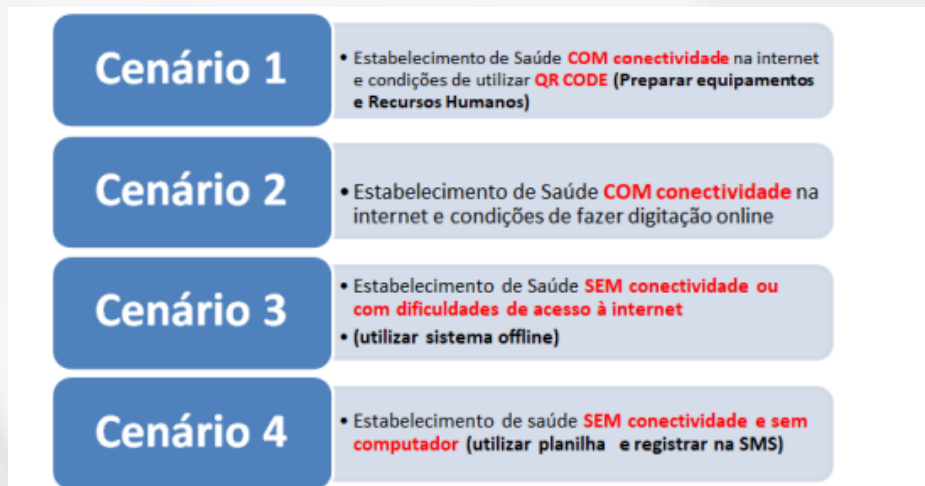 Cenário 1
• Estabelecimento de Saúde COM conectividade na internet
e condições de utilizar QR CODE (Preparar equipamentos
e Recursos Humanos)
Cenário 2
• Estabelecimento de Saúde COM conectividade na
internet e condições de fazer digitação online
Cenário 3
• Estabelecimento de Saúde SEM conectividade ou
com dificuldades de acesso à internet
• (utilizar sistema offline)
Cenário 4
• Estabelecimento de saúde SEM conectividade e sem
computador (utilizar planilha e registrar na SMS)